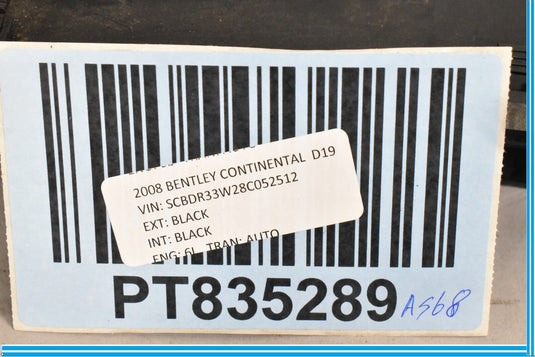 2008 BENTLEY CONTINENTAL D19
VIN: SCBDR33W28C052512
EXT: BLACK
INT: BLACK
ENG: 6L TRAN: AUTO
PT835289
A568